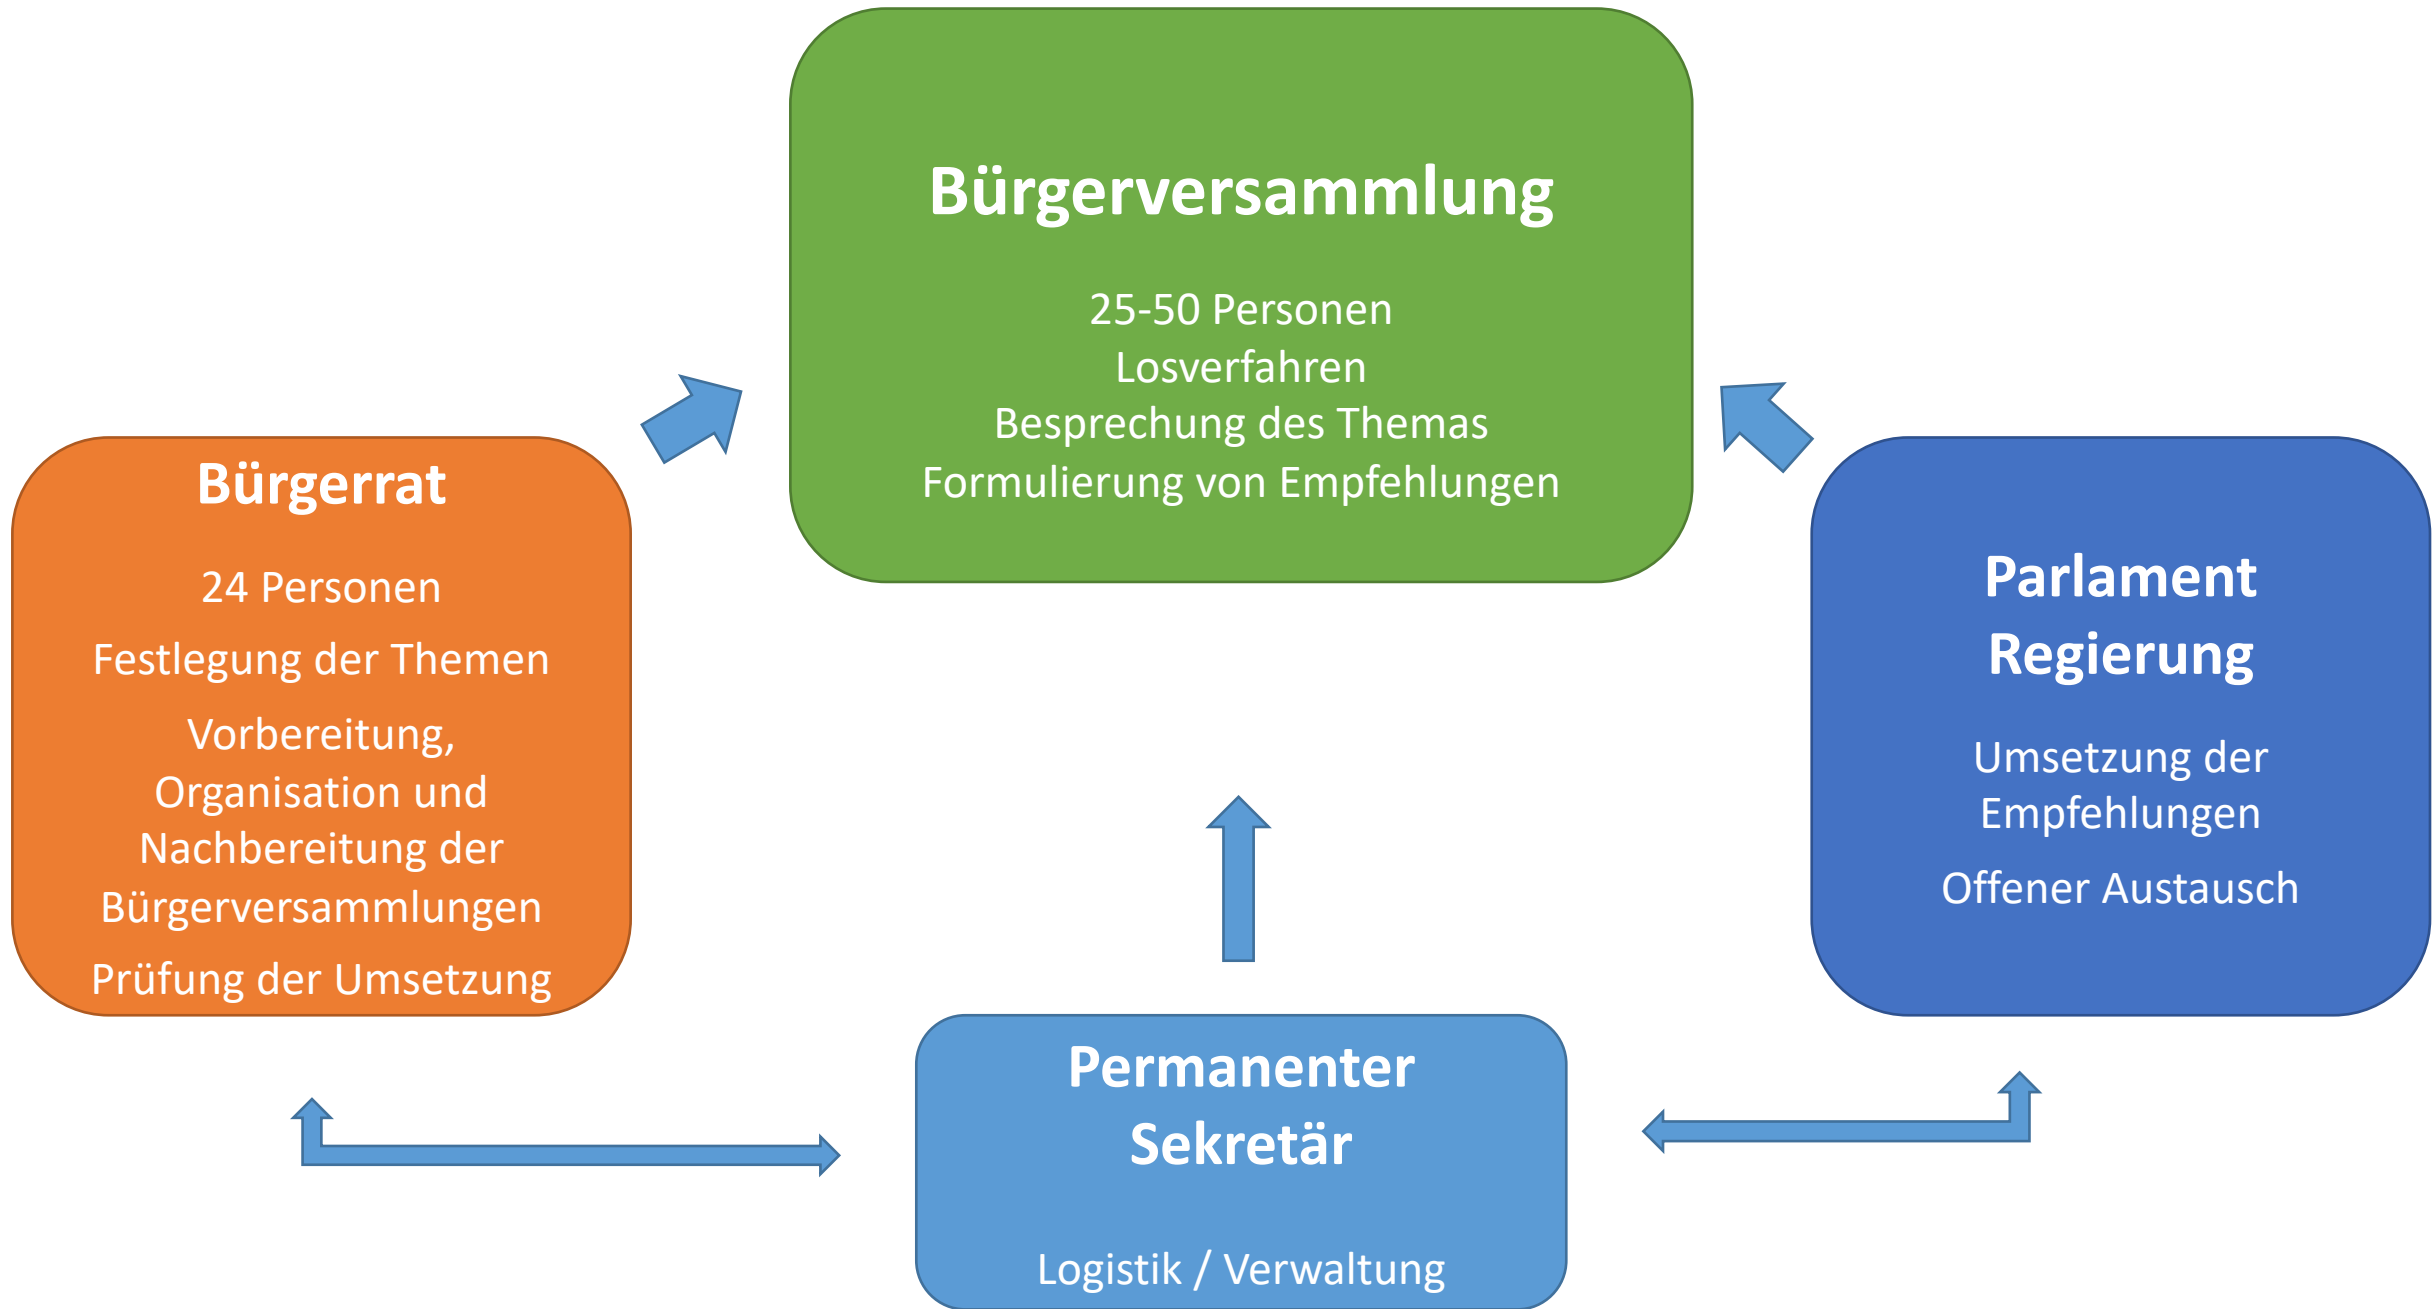 Bürgerversammlung
25-50 Personen
Losverfahren
Besprechung des Themas
Formulierung von Empfehlungen
Bürgerrat
24 Personen
Festlegung der Themen
Vorbereitung,
Organisation und
Nachbereitung der
Bürgerversammlungen
Prüfung der Umsetzung
Parlament
Regierung
Umsetzung der
Empfehlungen
Offener Austausch
Permanenter
Sekretär
Logistik / Verwaltung